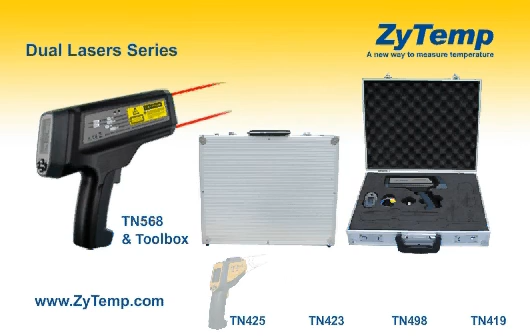 Dual Lasers Series
ZyTemp
A new way to measure temperature
TN568
& Toolbox
www.ZyTemp.com
TN425
TN423
TN498
TN419